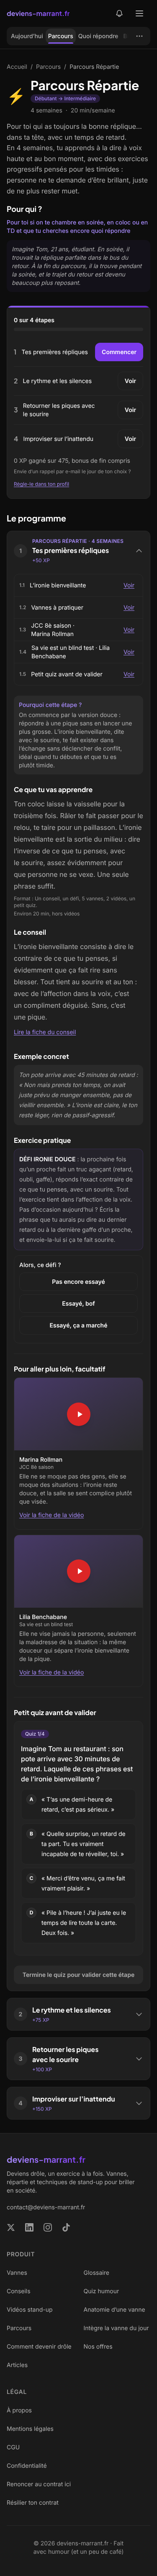 deviens-marrant.fr
Aujourd'hui Parcours Quoi répondre
Accueil / Parcours / Parcours Répartie
Parcours Répartie
Débutant → Intermédiaire
4 semaines · 20 min/semaine
Pour toi qui as toujours la bonne réplique...
dans ta tête, avec un temps de retard.
En 4 semaines, tu apprends à dire à voix
haute ce que tu penses, avec des exercices
progressifs pensés pour les timides :
personne ne te demande d'être brillant, juste
de ne plus rester muet.
Pour qui ?
Pour toi si on te chambre en soirée, en coloc ou en
TD et que tu cherches encore quoi répondre
Imagine Tom, 21 ans, étudiant. En soirée, il
trouvait la réplique parfaite dans le bus du
retour. À la fin du parcours, il la trouve pendant
la soirée, et le trajet du retour est devenu
beaucoup plus reposant.
0 sur 4 étapes
1 Tes premières répliques Commencer
2 Le rythme et les silences Voir
3 Retourner les piques avec
le sourire Voir
4 Improviser sur l'inattendu Voir
0 XP gagné sur 475, bonus de fin compris
Envie d'un rappel par e-mail le jour de ton choix ?
Règle-le dans ton profil
Le programme
1
PARCOURS RÉPARTIE · 4 SEMAINES
Tes premières répliques
+50 XP
1.1 L'ironie bienveillante Voir
1.2 Vannes à pratiquer Voir
1.3 JCC 8è saison ·
Marina Rollman Voir
1.4 Sa vie est un blind test · Lilia
Benchabane Voir
1.5 Petit quiz avant de valider Voir
Pourquoi cette étape ?
On commence par la version douce :
répondre à une pique sans en lancer une
plus grosse. L'ironie bienveillante, dite
avec le sourire, te fait exister sans
t'exposer, et si elle tombe à plat,
l'échec est tellement discret que tu es
le seul au courant.
Ce que tu vas apprendre
Ton coloc laisse la vaisselle pour la
troisième fois. Râler te fait passer pour un
relou, te taire pour un paillasson. L'ironie
bienveillante, c'est la sortie du milieu : dire
l'inverse de ce que tu penses, avec
le sourire, assez évidemment pour
que personne ne se vexe. Une seule
phrase suffit.
Format : Un conseil, un défi, 5 vannes, 2 vidéos, un
petit quiz.
Environ 20 min, hors vidéos
Le conseil
L'ironie bienveillante consiste à dire le
contraire de ce que tu penses,
suffisamment évidemment pour que
ce soit drôle et pas juste faire sans
blesser. Tout tient au sourire et au ton :
avec de l'affection dans la voix, c'est
un compliment déguisé. Sans, c'est
une pique.
Lire la fiche du conseil
Exemple concret
Ton pote arrive avec 45 minutes de retard :
« Non mais prends ton temps, on avait
juste prévu de manger ensemble, pas de
vieillir ensemble. » L'ironie est claire, le ton
reste léger, rien de passif-agressif.
Exercice pratique
DÉFI IRONIE DOUCE : la prochaine fois
qu'un proche fait un truc agaçant (retard,
oubli, gaffe), réponds par l'exact contraire
de ce que tu penses, avec un sourire. Tout
l'exercice tient dans l'affection de la voix.
Pas d'occasion aujourd'hui ? Écris la
phrase que tu aurais pu dire au dernier
retard ou à la dernière gaffe d'un proche,
et envoie-la-lui si ça te fait sourire.
Alors, ce défi ?
Pas encore essayé
Essayé, bof
Essayé, ça a marché
Pour aller plus loin, facultatif
Marina Rollman
JCC 8è saison
Elle ne se moque pas des gens, elle se
moque des situations : l'ironie reste
douce, et la salle se sent complice plutôt
que visée.
Voir la fiche de la vidéo
Lilia Benchabane
Sa vie est un blind test
Elle ne vise jamais la personne, seulement
la maladresse de la situation : la même
douceur qui sépare l'ironie bienveillante
de la pique.
Voir la fiche de la vidéo
Petit quiz avant de valider
Quiz 1/4
Imagine Tom au restaurant : son
pote arrive avec 30 minutes de
retard. Laquelle de ces phrases est
de l'ironie bienveillante ?
A « T'as une demi-heure de
retard, c'est pas sérieux. »
B « Quelle surprise, un retard de
ta part. Tu es vraiment
incapable de te réveiller, toi. »
C « Merci d'être venu, ça me fait
vraiment plaisir. »
D « Pile à l'heure ! J'ai juste eu le
temps de lire toute la carte.
Deux fois. »
Termine le quiz pour valider cette étape
2 Le rythme et les silences
+75 XP
3 Retourner les piques
avec le sourire
+100 XP
4 Improviser sur l'inattendu
+150 XP
deviens-marrant.fr
Deviens drôle, un exercice à la fois. Vannes,
répartie et techniques de stand-up pour briller
en société.
contact@deviens-marrant.fr
PRODUIT
Vannes Glossaire
Conseils Quiz humour
Vidéos stand-up Anatomie d'une vanne
Parcours Intègre la vanne du jour
Comment devenir drôle Nos offres
Articles
LÉGAL
À propos
Mentions légales
CGU
Confidentialité
Renoncer au contrat ici
Résilier ton contrat
© 2026 deviens-marrant.fr · Fait
avec humour (et un peu de café)